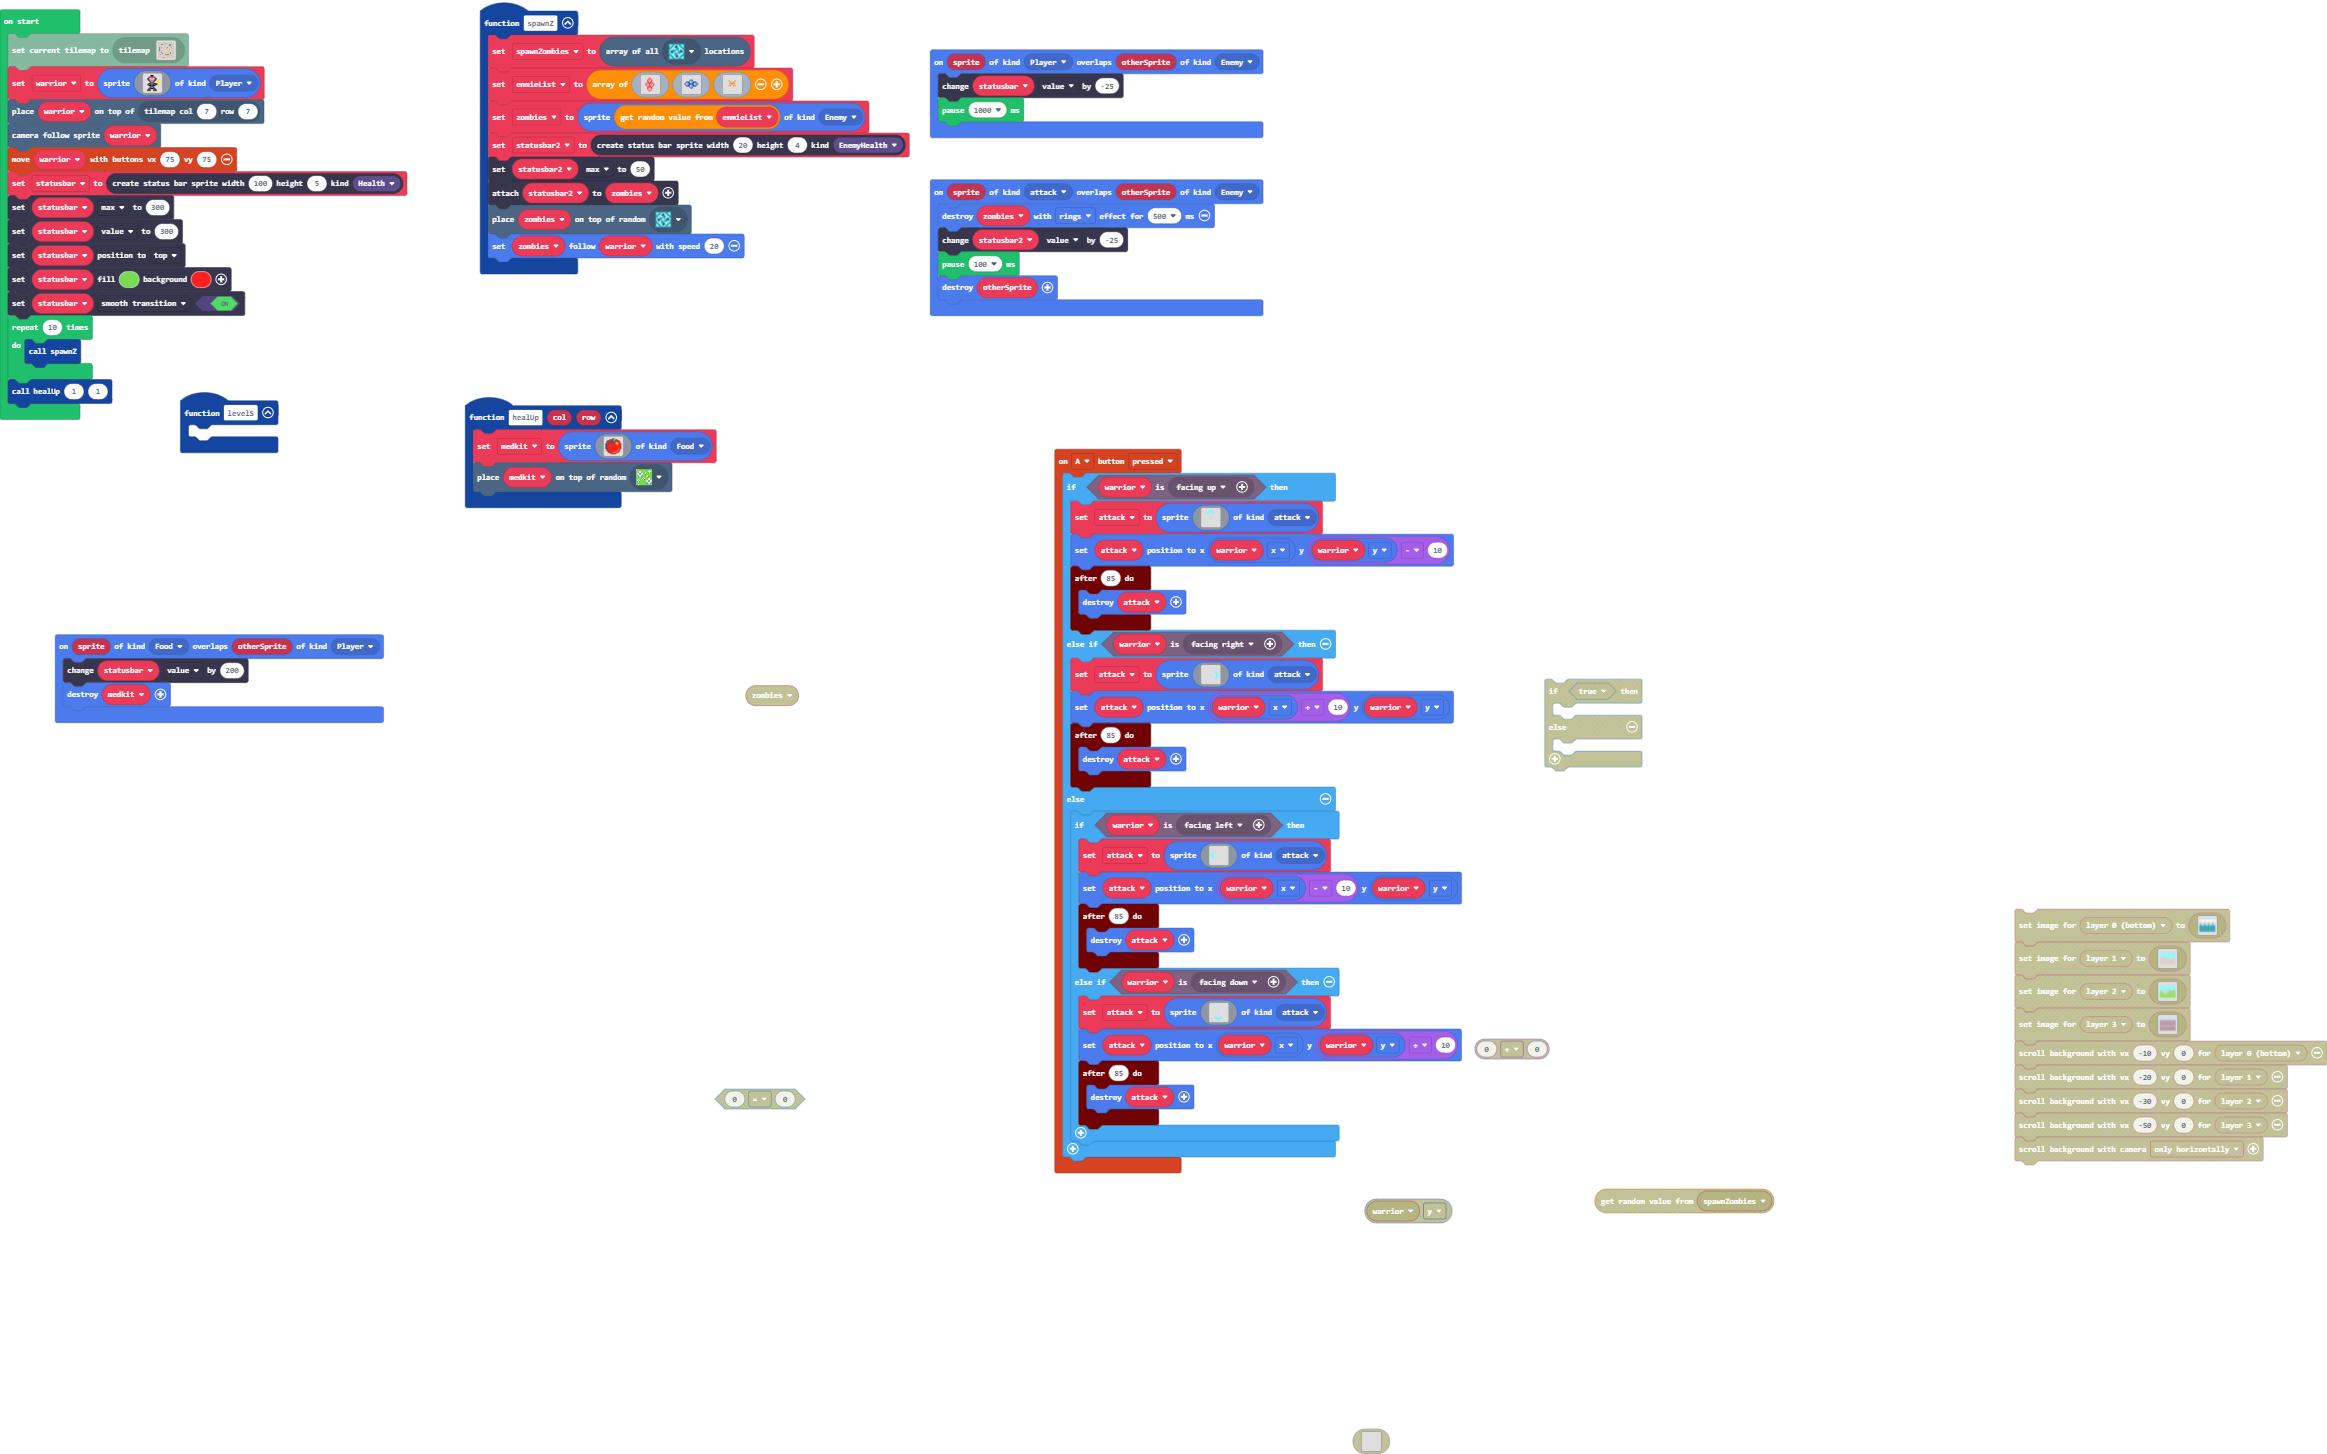 on start
set current tilemap to tilemap
set warrior to sprite of kind Player
place warrior on top of tilemap col 7 row 7
camera follow sprite warrior
move warrior with buttons vx 75 vy 75
set statusbar to create status bar sprite width 100 height 5 kind Health
set statusbar max to 300
set statusbar value to 300
set statusbar position to top
set statusbar fill background
set statusbar smooth transition ON
repeat 10 times
do
call spawnZ
call healUp 1 1
function levelS
function spawnZ
set spawnZombies to array of all locations
set enmieList to array of
set zombies to sprite get random value from enmieList of kind Enemy
set statusbar2 to create status bar sprite width 20 height 4 kind EnemyHealth
set statusbar2 max to 50
attach statusbar2 to zombies
place zombies on top of random
set zombies follow warrior with speed 20
function healUp col row
set medkit to sprite of kind Food
place medkit on top of random
on sprite of kind Player overlaps otherSprite of kind Enemy
change statusbar value by -25
pause 1000 ms
on sprite of kind attack overlaps otherSprite of kind Enemy
destroy zombies with rings effect for 500 ms
change statusbar2 value by -25
pause 100 ms
destroy otherSprite
on sprite of kind Food overlaps otherSprite of kind Player
change statusbar value by 200
destroy medkit
zombies
0 = 0
on A button pressed
if warrior is facing up then
set attack to sprite of kind attack
set attack position to x warrior x y warrior y - 10
after 85 do
destroy attack
else if warrior is facing right then
set attack to sprite of kind attack
set attack position to x warrior x + 10 y warrior y
after 85 do
destroy attack
else
if warrior is facing left then
set attack to sprite of kind attack
set attack position to x warrior x - 10 y warrior y
after 85 do
destroy attack
else if warrior is facing down then
set attack to sprite of kind attack
set attack position to x warrior x y warrior y + 10
after 85 do
destroy attack
if true then
else
0 + 0
warrior y
get random value from spawnZombies
set image for layer 0 (bottom) to
set image for layer 1 to
set image for layer 2 to
set image for layer 3 to
scroll background with vx -10 vy 0 for layer 0 (bottom)
scroll background with vx -20 vy 0 for layer 1
scroll background with vx -30 vy 0 for layer 2
scroll background with vx -50 vy 0 for layer 3
scroll background with camera only horizontally